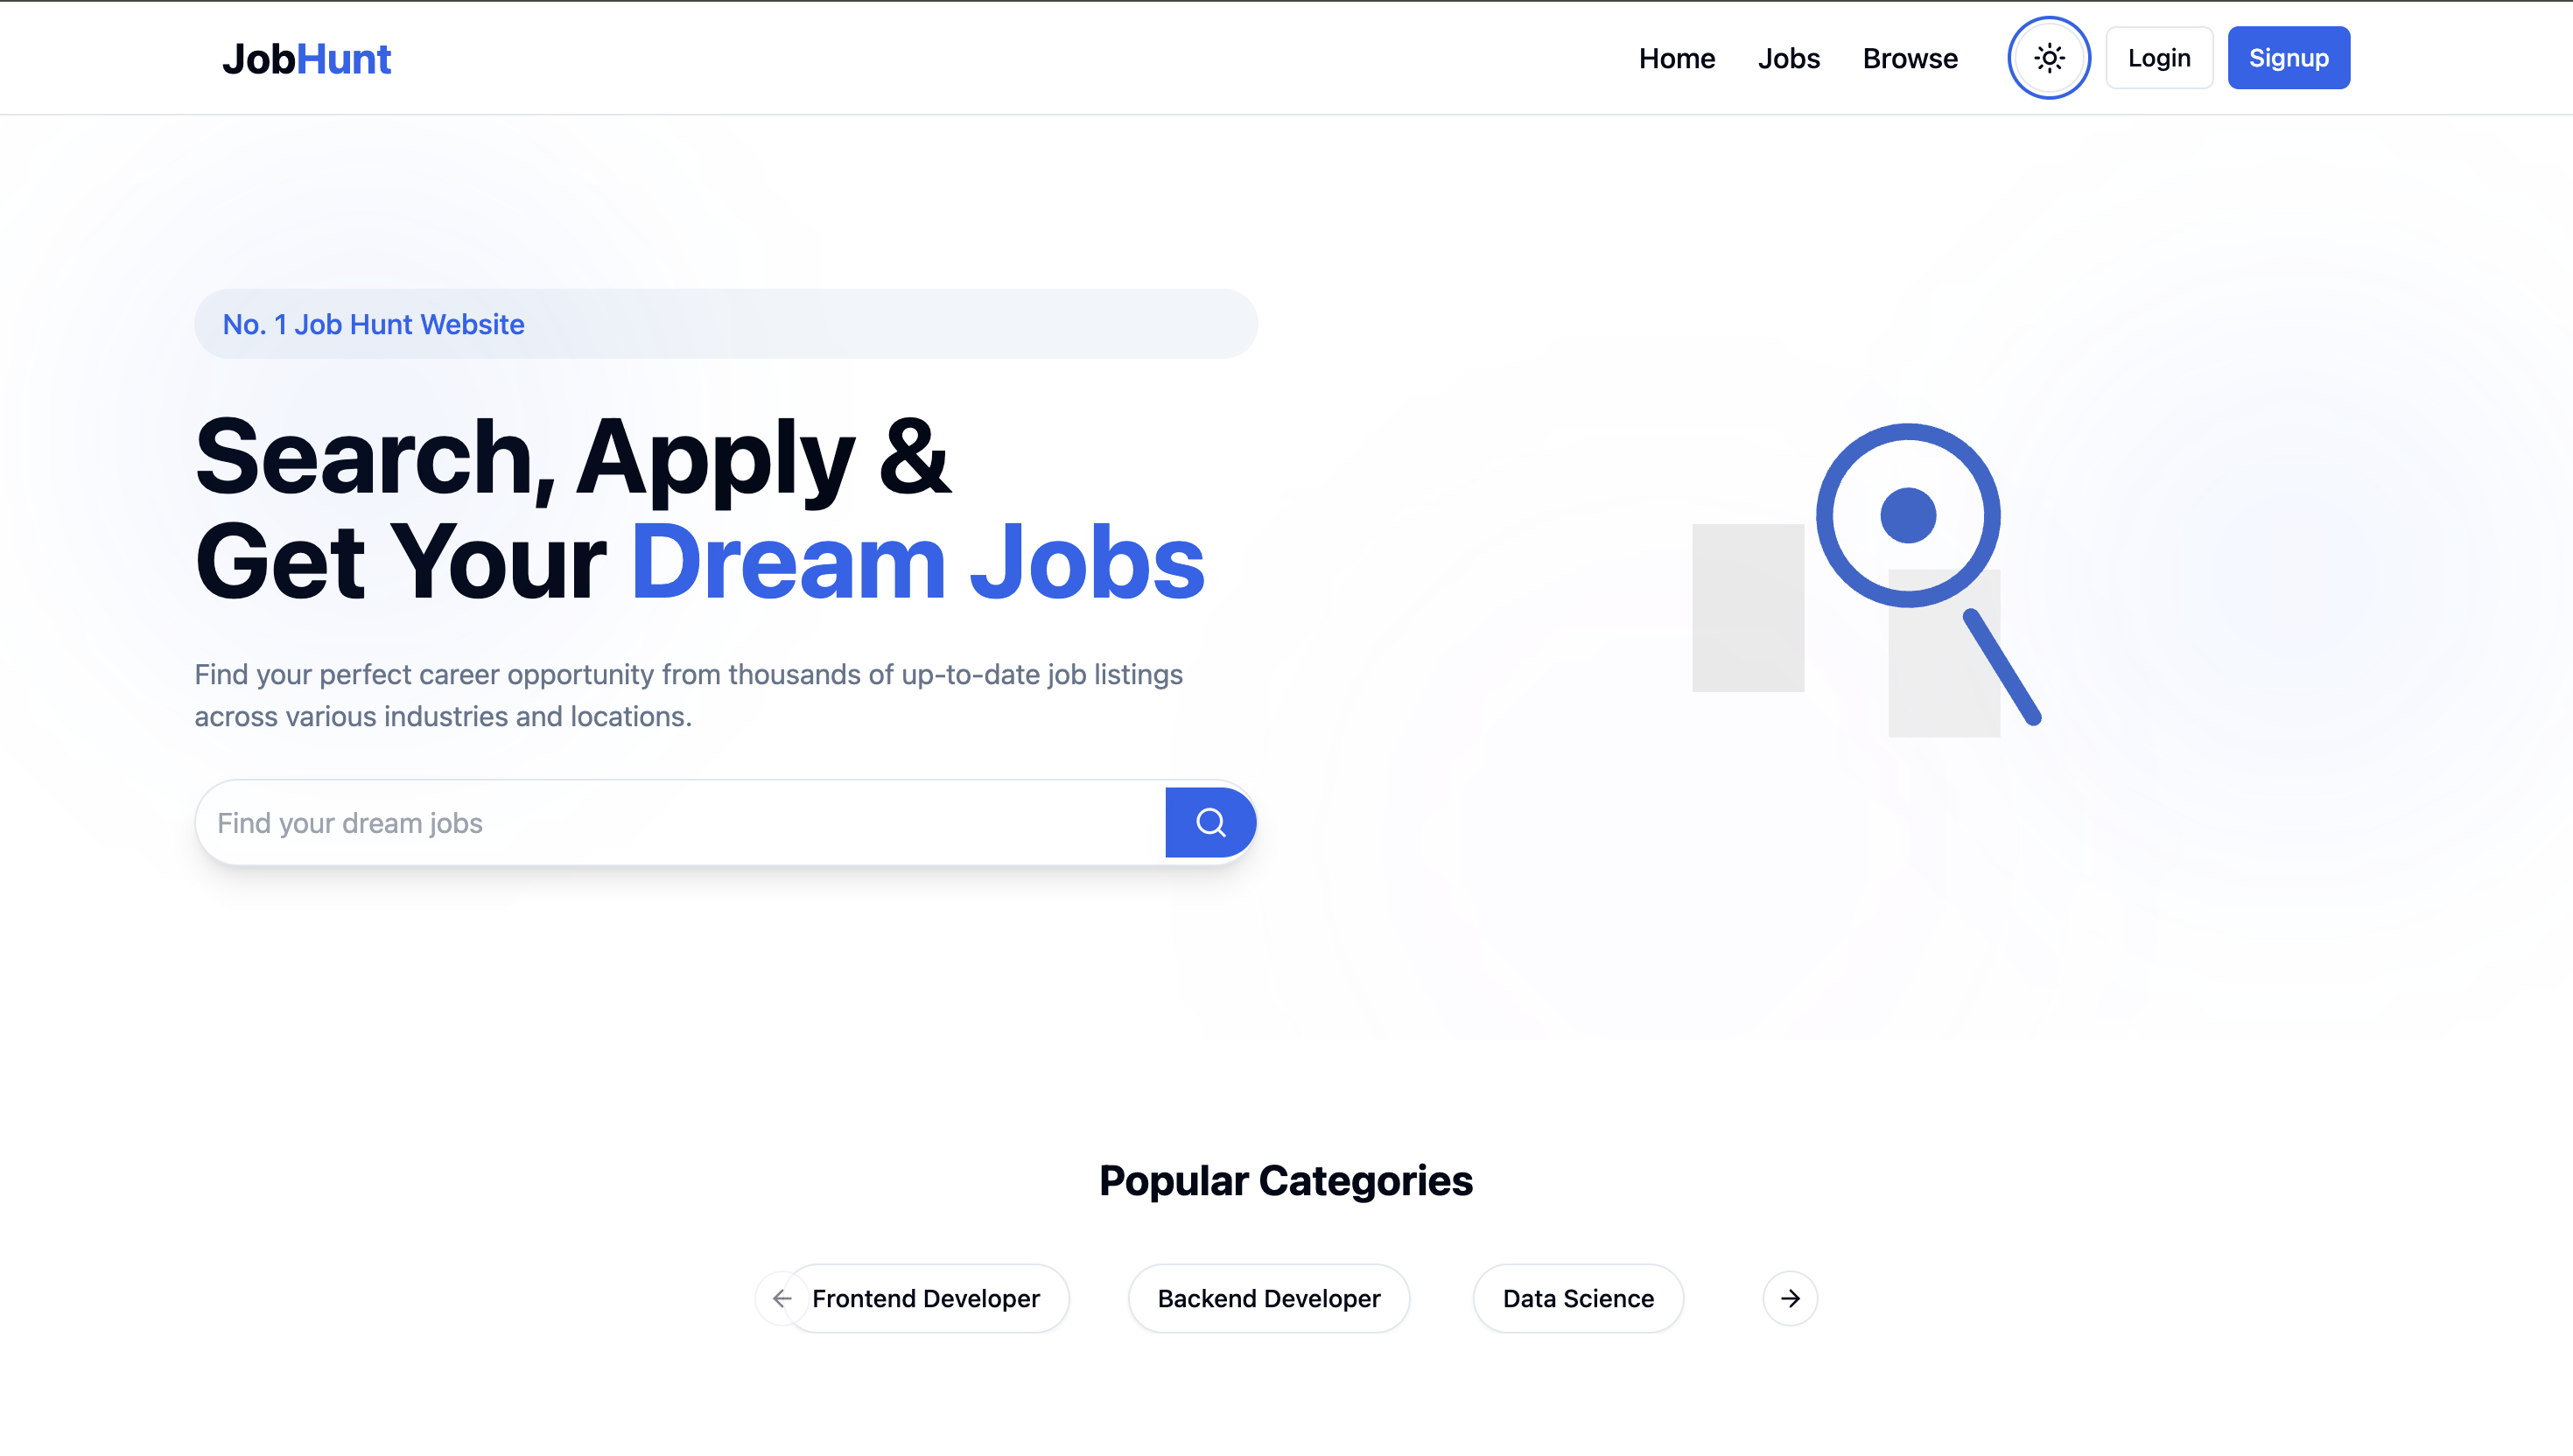 JobHunt
Home
Jobs
Browse
Login
Signup
No. 1 Job Hunt Website
Search, Apply &
Get Your Dream Jobs
Find your perfect career opportunity from thousands of up-to-date job listings
across various industries and locations.
Find your dream jobs
Popular Categories
Frontend Developer
Backend Developer
Data Science